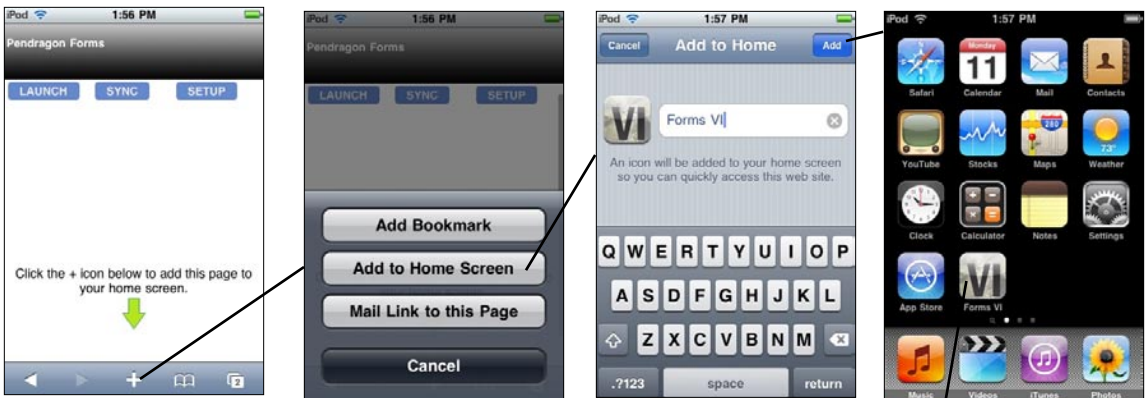 iPod 1:56 PM
Pendragon Forms
LAUNCH SYNC SETUP
Click the + icon below to add this page to
your home screen.
2
iPod 1:56 PM
Pendragon Forms
LAUNCH SYNC SETUP
Add Bookmark
Add to Home Screen
Mail Link to this Page
Cancel
iPod 1:57 PM
Cancel Add to Home Add
VI Forms VI
An icon will be added to your home screen
so you can quickly access this web site.
Q W E R T Y U I O P
A S D F G H J K L
Z X C V B N M
.?123 space return
iPod 1:57 PM
Monday
11
280
73°
Safari Calendar Mail Contacts
YouTube Stocks Maps Weather
Clock Calculator Notes Settings
VI
App Store Forms VI
Music Videos iTunes Photos